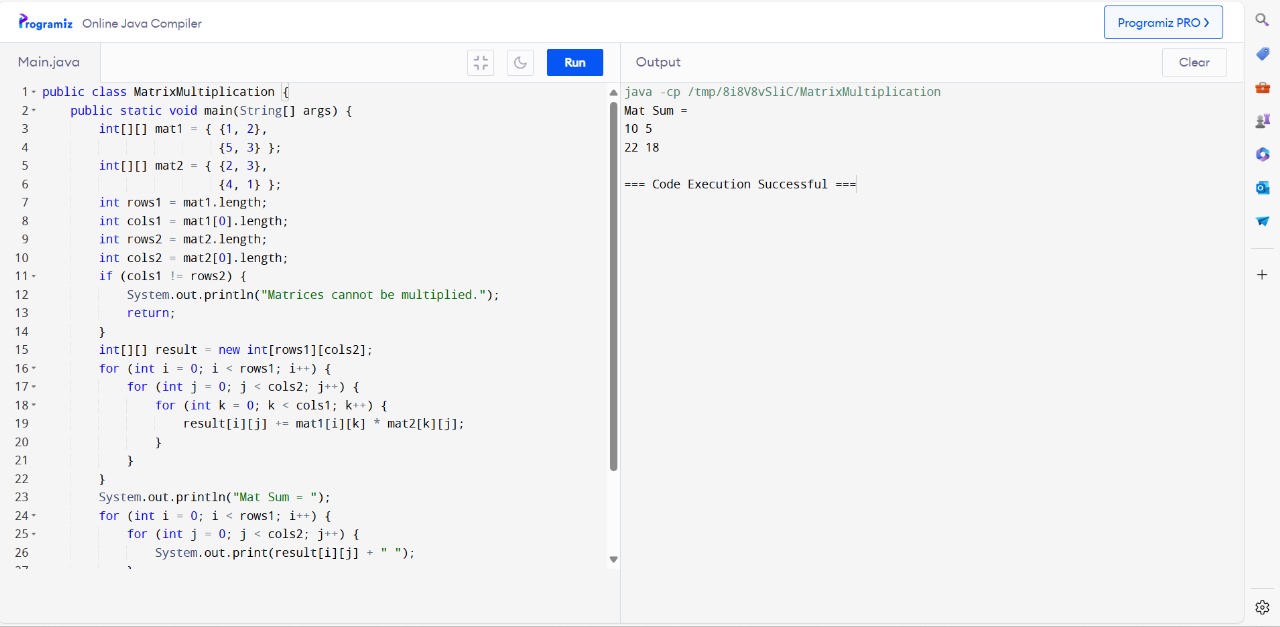 Programiz Online Java Compiler
Programiz PRO >
Main.java
Run
Output
Clear
1 public class MatrixMultiplication {
2 public static void main(String[] args) {
3 int[][] mat1 = { {1, 2},
4 {5, 3} };
5 int[][] mat2 = { {2, 3},
6 {4, 1} };
7 int rows1 = mat1.length;
8 int cols1 = mat1[0].length;
9 int rows2 = mat2.length;
10 int cols2 = mat2[0].length;
11 if (cols1 != rows2) {
12 System.out.println("Matrices cannot be multiplied.");
13 return;
14 }
15 int[][] result = new int[rows1][cols2];
16 for (int i = 0; i < rows1; i++) {
17 for (int j = 0; j < cols2; j++) {
18 for (int k = 0; k < cols1; k++) {
19 result[i][j] += mat1[i][k] * mat2[k][j];
20 }
21 }
22 }
23 System.out.println("Mat Sum = ");
24 for (int i = 0; i < rows1; i++) {
25 for (int j = 0; j < cols2; j++) {
26 System.out.print(result[i][j] + " ");
java -cp /tmp/8i8V8vSliC/MatrixMultiplication
Mat Sum =
10 5
22 18
=== Code Execution Successful ===